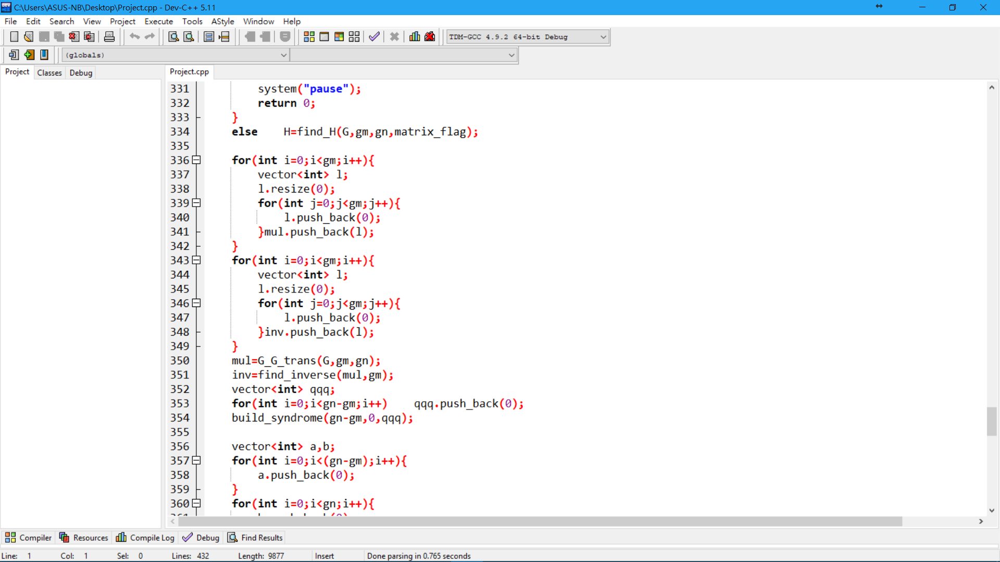 C:\Users\ASUS-NB\Desktop\Project.cpp - Dev-C++ 5.11
File Edit Search View Project Execute Tools AStyle Window Help
TDM-GCC 4.9.2 64-bit Debug
(globals)
Project Classes Debug
Project.cpp
331 system("pause");
332 return 0;
333 }
334 else H=find_H(G,gm,gn,matrix_flag);
335
336 for(int i=0;i<gm;i++){
337 vector<int> l;
338 l.resize(0);
339 for(int j=0;j<gm;j++){
340 l.push_back(0);
341 }mul.push_back(l);
342 }
343 for(int i=0;i<gm;i++){
344 vector<int> l;
345 l.resize(0);
346 for(int j=0;j<gm;j++){
347 l.push_back(0);
348 }inv.push_back(l);
349 }
350 mul=G_G_trans(G,gm,gn);
351 inv=find_inverse(mul,gm);
352 vector<int> qqq;
353 for(int i=0;i<gn-gm;i++) qqq.push_back(0);
354 build_syndrome(gn-gm,0,qqq);
355
356 vector<int> a,b;
357 for(int i=0;i<(gn-gm);i++){
358 a.push_back(0);
359 }
360 for(int i=0;i<gn;i++){
Compiler Resources Compile Log Debug Find Results
Line: 1 Col: 1 Sel: 0 Lines: 432 Length: 9877 Insert Done parsing in 0.765 seconds